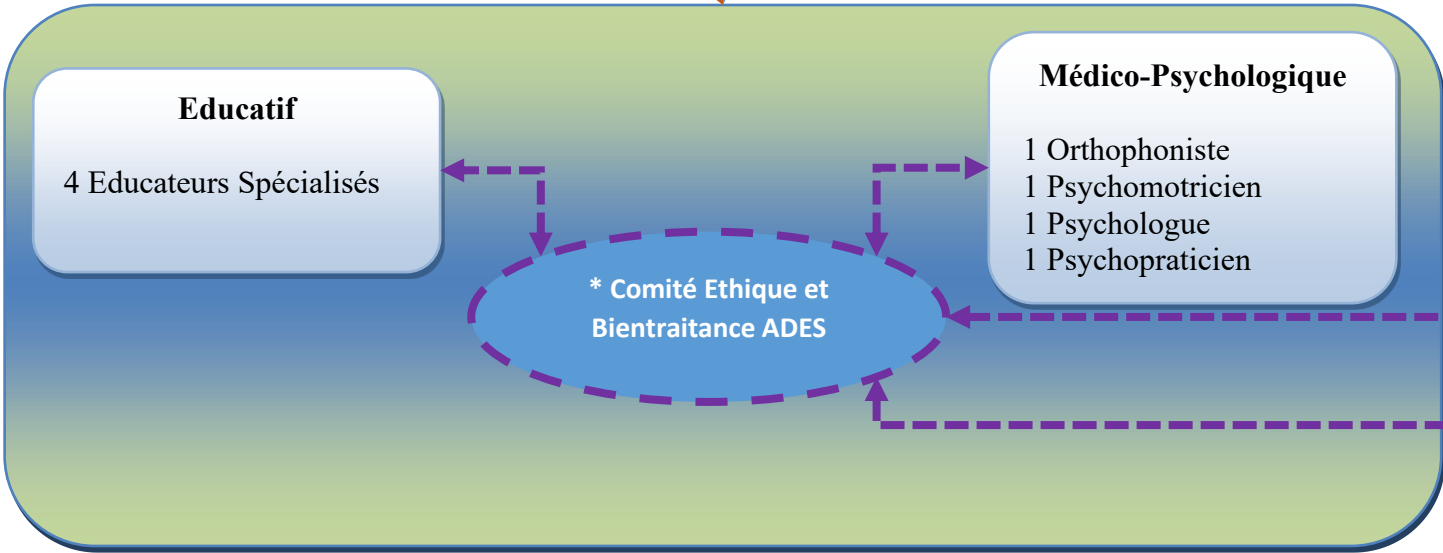 Educatif
4 Educateurs Spécialisés
Médico-Psychologique
1 Orthophoniste
1 Psychomotricien
1 Psychologue
1 Psychopraticien
* Comité Ethique et
Bientraitance ADES